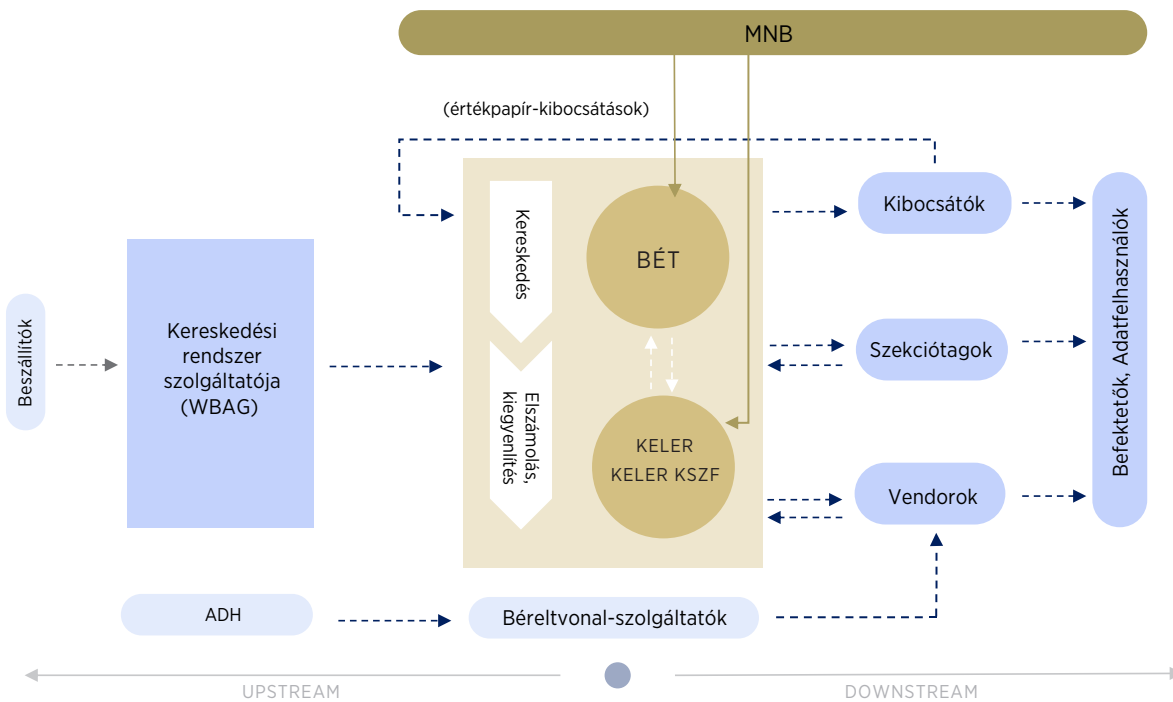 MNB
(értékpapír-kibocsátások)
Beszállítók
Kereskedési
rendszer
szolgáltatója
(WBAG)
Kereskedés
Elszámolás,
kiegyenlítés
BÉT
KELER
KELER KSZF
Kibocsátók
Szekciótagok
Vendorok
Befektetők, Adatfelhasználók
ADH
Béreltvonal-szolgáltatók
UPSTREAM
DOWNSTREAM